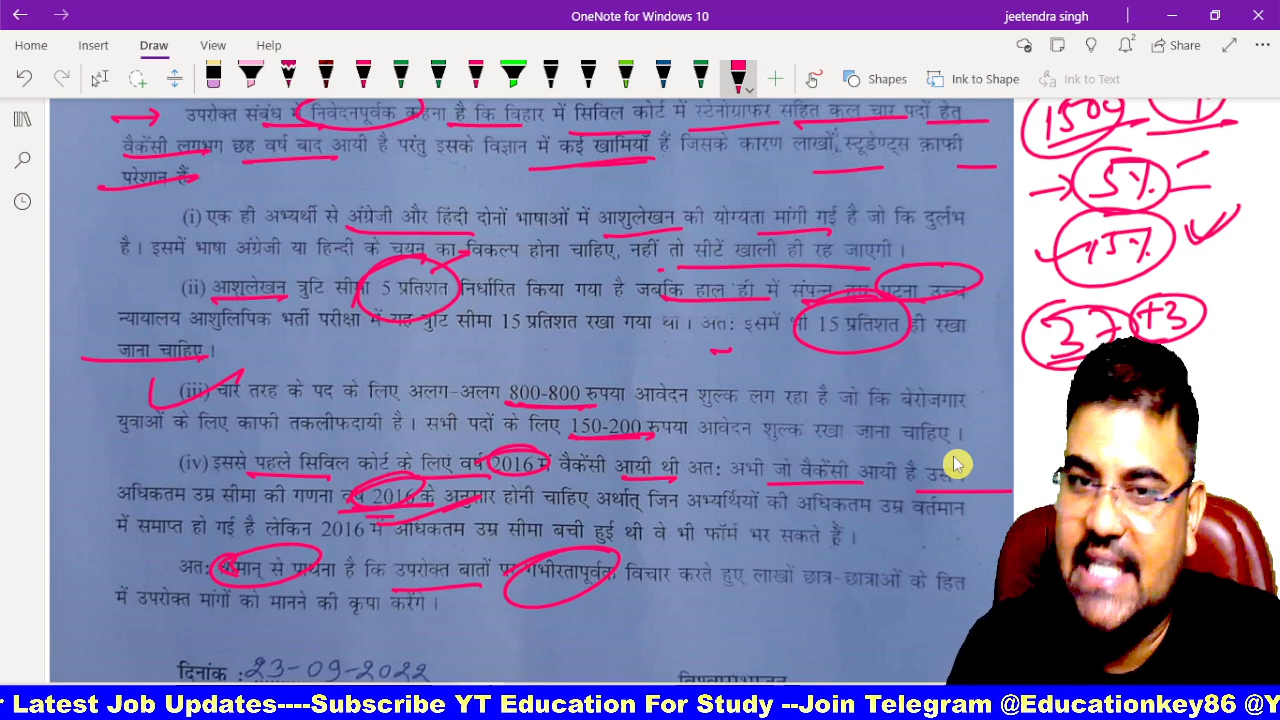 OneNote for Windows 10
jeetendra singh
Home Insert Draw View Help
Share
Shapes
Ink to Shape
Ink to Text
उपरोक्त संबंध में निवेदनपूर्वक कहना है कि बिहार में सिविल कोर्ट में स्टेनोग्राफर सहित कुल चार पदों हेतु
वैकेंसी लगभग छह वर्ष बाद आयी है परंतु इसके विज्ञान में कई खामियाँ हैं जिसके कारण लाखों स्टूडेण्ट्स काफी
परेशान हैं
(i) एक ही अभ्यर्थी से अंग्रेजी और हिंदी दोनों भाषाओं में आशुलेखन की योग्यता मांगी गई है जो कि दुर्लभ
है। इसमें भाषा अंग्रेजी या हिन्दी के चयन का विकल्प होना चाहिए, नहीं तो सीटें खाली ही रह जाएगी।
(ii) आशुलेखन त्रुटि सीमा 5 प्रतिशत निर्धारित किया गया है जबकि हाल ही में संपन्न हुए पटना उच्च
न्यायालय आशुलिपिक भर्ती परीक्षा में यह त्रुटि सीमा 15 प्रतिशत रखा गया था। अत: इसमें भी 15 प्रतिशत ही रखा
जाना चाहिए।
(iii) चार तरह के पद के लिए अलग-अलग 800-800 रुपया आवेदन शुल्क लग रहा है जो कि बेरोजगार
युवाओं के लिए काफी तकलीफदायी है। सभी पदों के लिए 150-200 रुपया आवेदन शुल्क रखा जाना चाहिए।
(iv) इससे पहले सिविल कोर्ट के लिए वर्ष 2016 में वैकेंसी आयी थी अत: अभी जो वैकेंसी आयी है
अधिकतम उम्र सीमा की गणना वर्ष 2016 के अनुसार होनी चाहिए अर्थात् जिन अभ्यर्थियों की अधिकतम उम्र वर्तमान
में समाप्त हो गई है लेकिन 2016 में अधिकतम उम्र सीमा बची हुई थी वे भी फॉर्म भर सकते हैं।
अत: श्रीमान् से प्रार्थना है कि उपरोक्त बातों पर गंभीरतापूर्वक विचार करते हुए लाखों छात्र-छात्राओं के हित
में उपरोक्त मांगों को मानने की कृपा करेंगे।
दिनांक : 23-09-2022
5%
15%
37 +3
r Latest Job Updates----Subscribe YT Education For Study --Join Telegram @Educationkey86 @Y